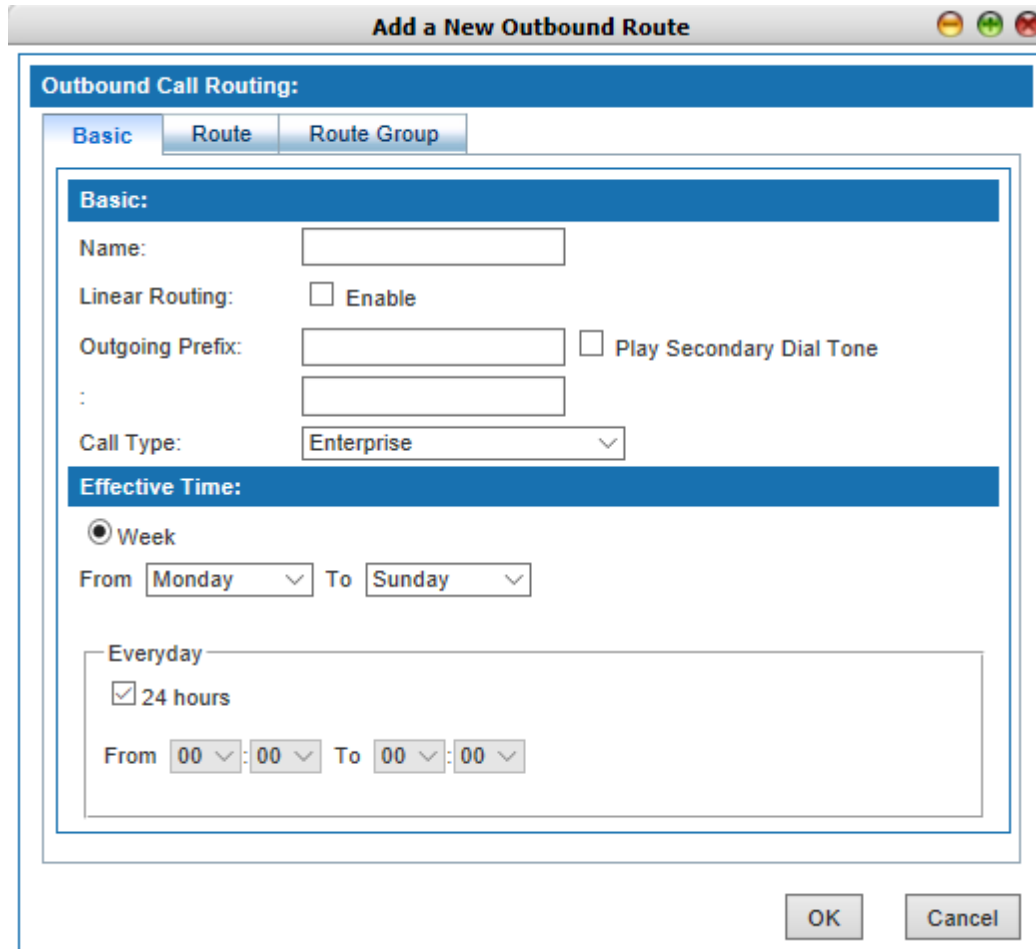 Add a New Outbound Route
Outbound Call Routing:
Basic Route Route Group
Basic:
Name:
Linear Routing: Enable
Outgoing Prefix: Play Secondary Dial Tone
:
Call Type: Enterprise
Effective Time:
Week
From Monday To Sunday
Everyday
24 hours
From 00 : 00 To 00 : 00
OK Cancel